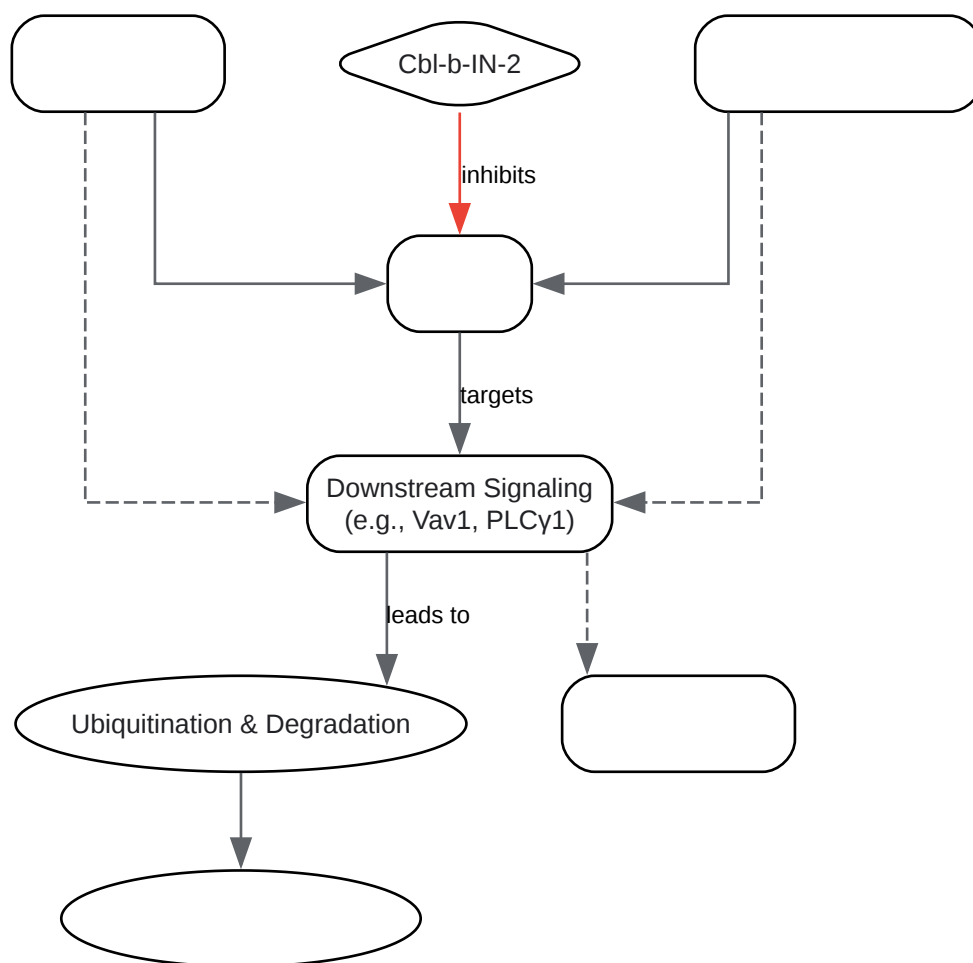 Cbl-b-IN-2
inhibits
targets
Downstream Signaling
(e.g., Vav1, PLCγ1)
leads to
Ubiquitination & Degradation